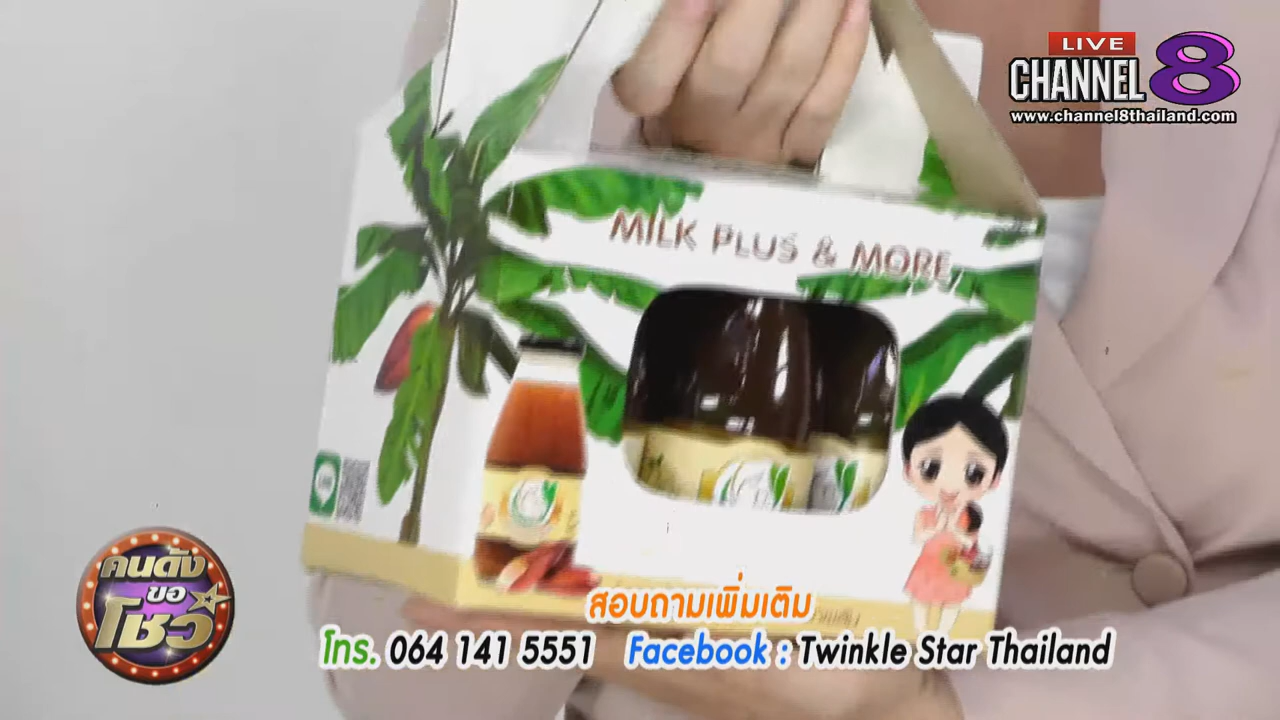 LIVE
CHANNEL 8
www.channel8thailand.com
MILK PLUS & MORE
คนดัง
ขอ
โชว์
สอบถามเพิ่มเติม
โทร. 064 141 5551 Facebook : Twinkle Star Thailand